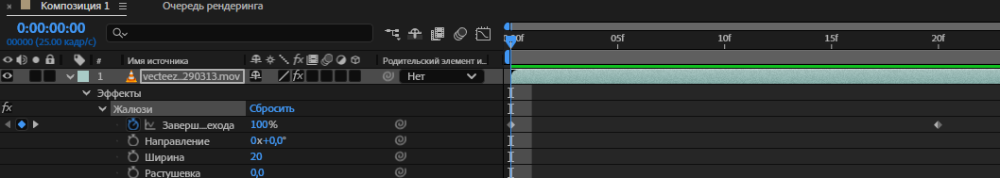 × Композиция 1 ≡ Очередь рендеринга
0:00:00:00
00000 (25.00 кадр/с)
:00f 05f 10f 15f 20f
# Имя источника Родительский элемент и...
1 vecteez...290313.mov Нет
Эффекты
fx Жалюзи Сбросить
Заверш....ехода 100%
Направление 0x+0,0°
Ширина 20
Растушевка 0,0